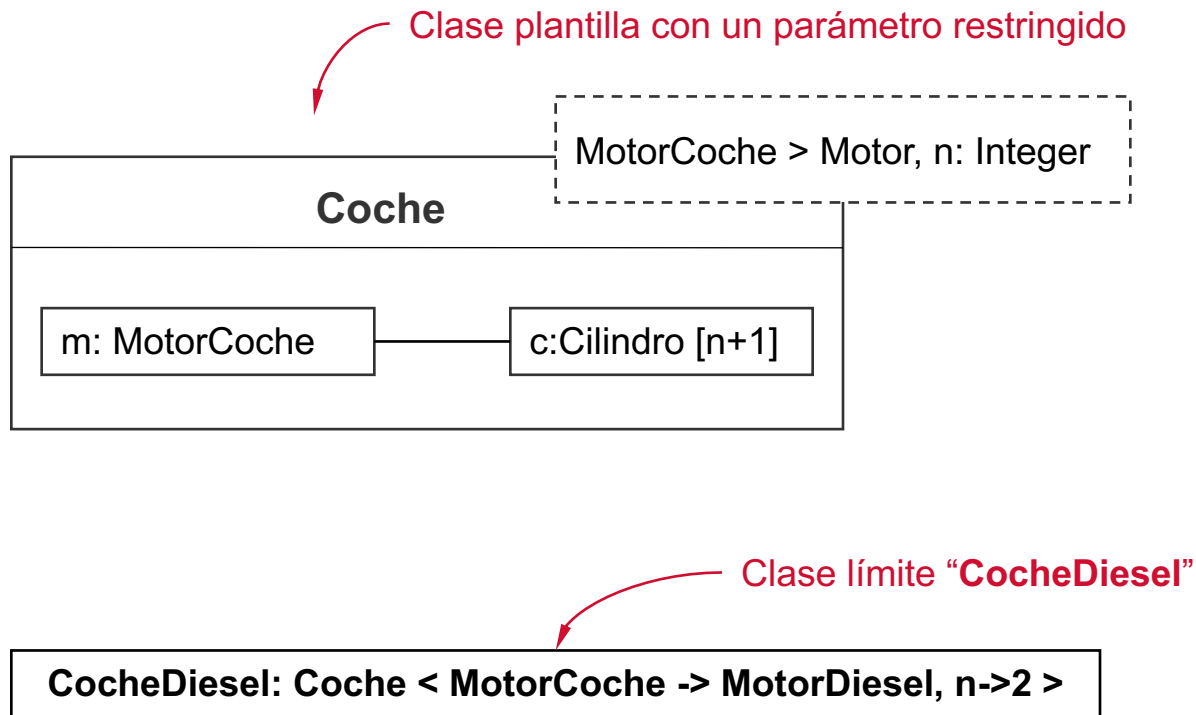 Clase plantilla con un parámetro restringido
MotorCoche > Motor, n: Integer
Coche
m: MotorCoche
c:Cilindro [n+1]
Clase límite “CocheDiesel”
CocheDiesel: Coche < MotorCoche -> MotorDiesel, n->2 >